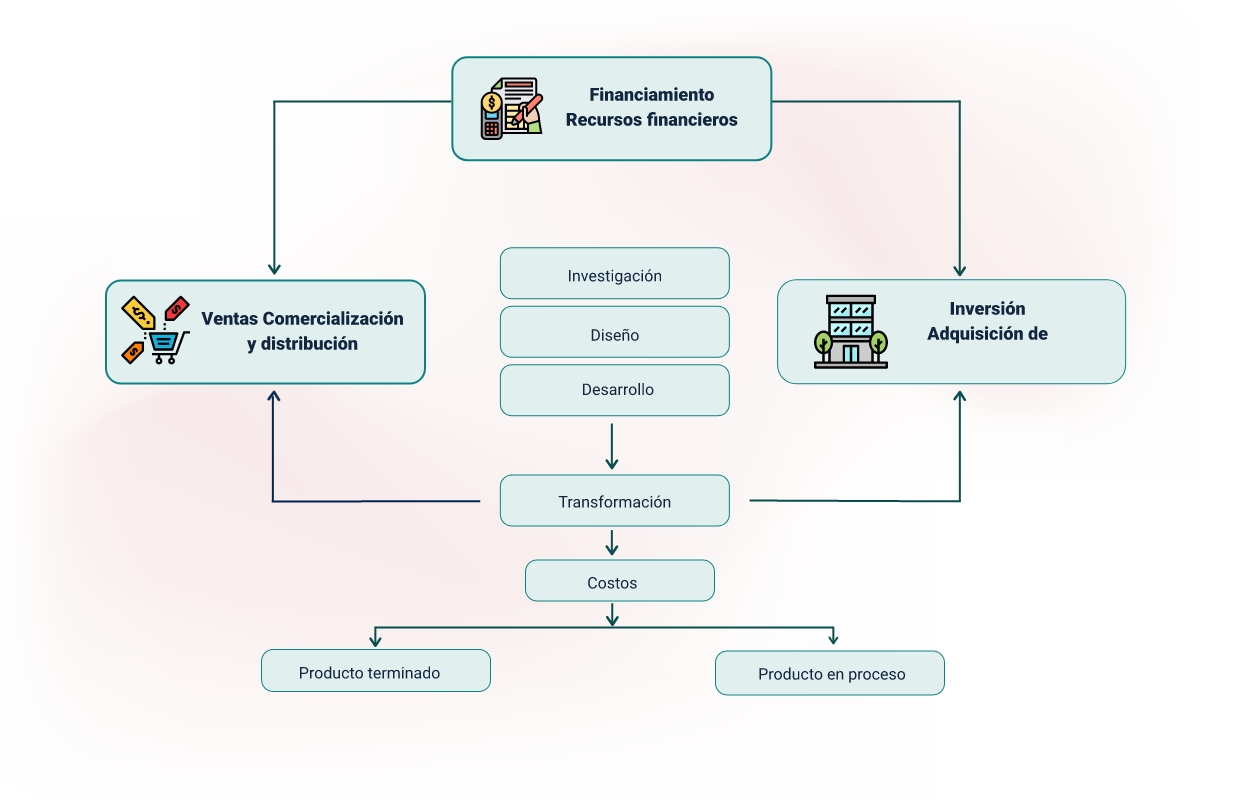 Financiamiento
Recursos financieros
Investigación
Ventas Comercialización
y distribución
Diseño
Inversión
Adquisición de
Desarrollo
Transformación
Costos
Producto terminado
Producto en proceso